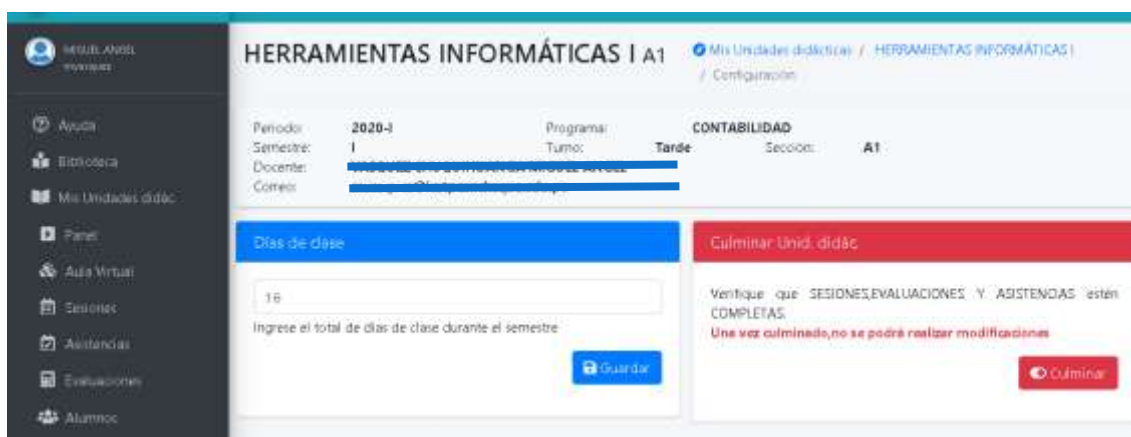 MIGUEL ANGEL
HERRAMIENTAS INFORMÁTICAS I A1
Mis Unidades didácticas / HERRAMIENTAS INFORMÁTICAS I
/ Configuración
Ayuda
Biblioteca
Mis Unidades didác.
Panel
Aula Virtual
Sesiones
Asistencias
Evaluaciones
Alumnos
Periodo: 2020-I Programa: CONTABILIDAD
Semestre: I Turno: Tarde Sección: A1
Docente:
Correo:
Días de clase
16
Ingrese el total de días de clase durante el semestre
Guardar
Culminar Unid. didác.
Verifique que SESIONES,EVALUACIONES Y ASISTENCIAS estén
COMPLETAS.
Una vez culminado,no se podrá realizar modificaciones
Culminar